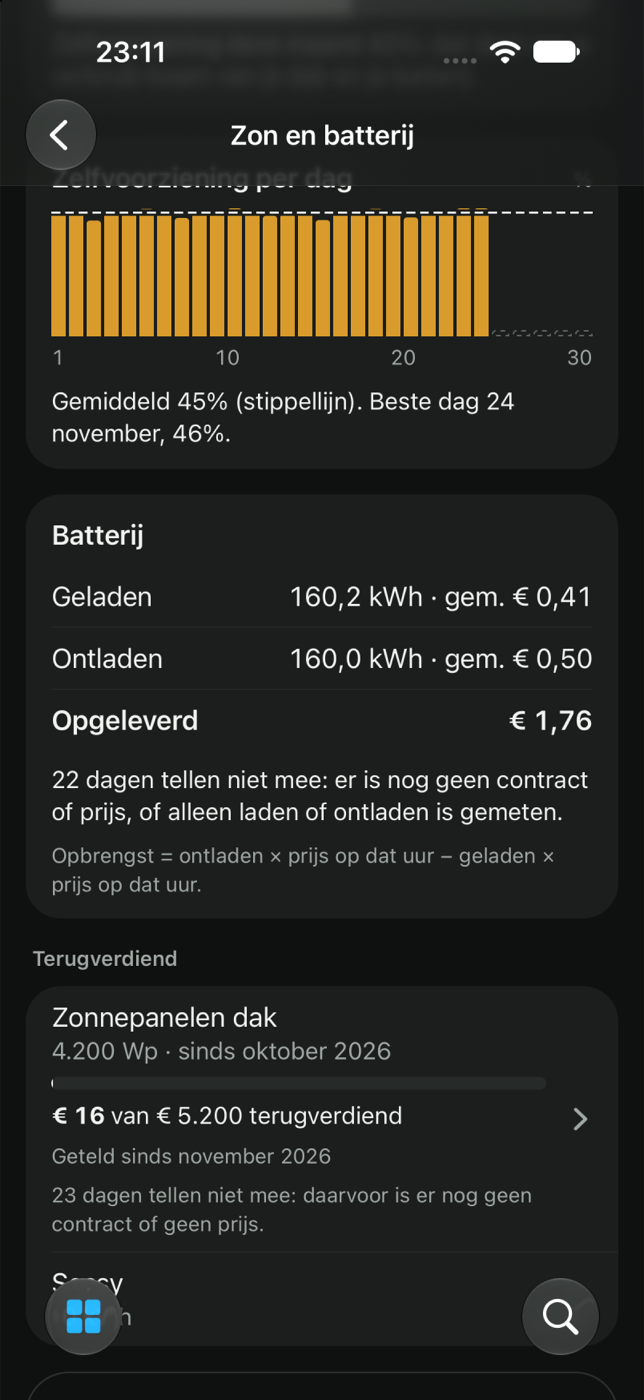 23:11
Zon en batterij
Zelfvoorziening per dag
%
1 10 20 30
Gemiddeld 45% (stippellijn). Beste dag 24
november, 46%.
Batterij
Geladen 160,2 kWh · gem. € 0,41
Ontladen 160,0 kWh · gem. € 0,50
Opgeleverd € 1,76
22 dagen tellen niet mee: er is nog geen contract
of prijs, of alleen laden of ontladen is gemeten.
Opbrengst = ontladen × prijs op dat uur – geladen ×
prijs op dat uur.
Terugverdiend
Zonnepanelen dak
4.200 Wp · sinds oktober 2026
€ 16 van € 5.200 terugverdiend
Geteld sinds november 2026
23 dagen tellen niet mee: daarvoor is er nog geen
contract of geen prijs.